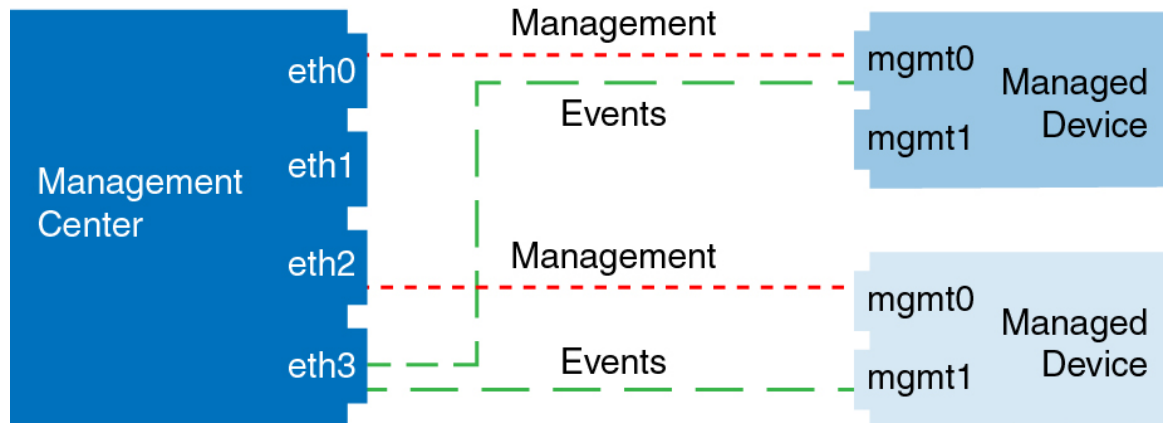 Management
Center
eth0
eth1
eth2
eth3
Management
Events
Management
Events
mgmt0
mgmt1
Managed
Device
mgmt0
mgmt1
Managed
Device